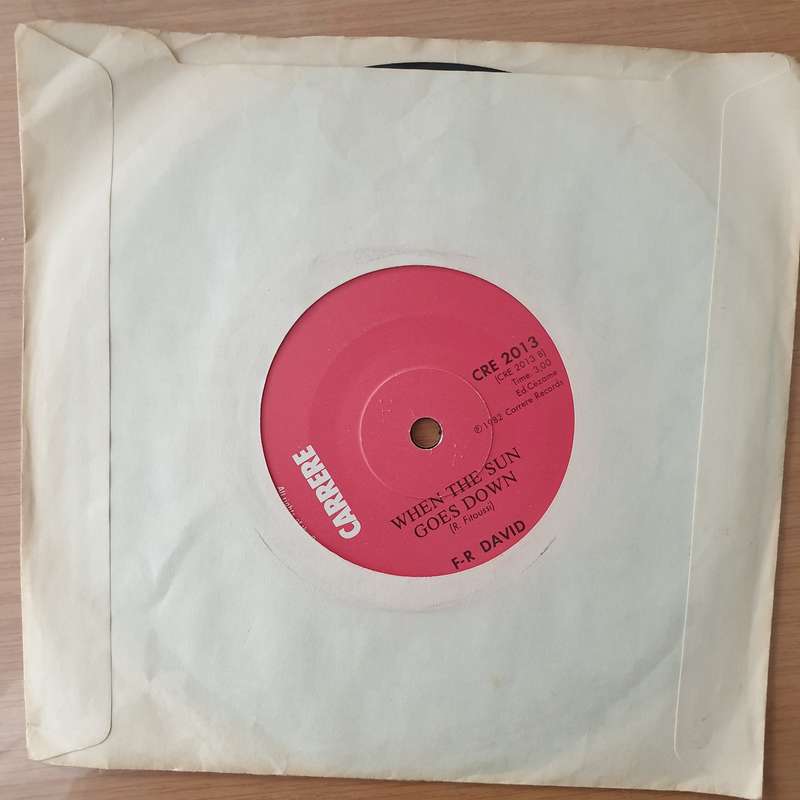 CRE 2013
[CRE 2013 B]
Time: 3,00
Ed.Cezame
℗1982 Carrere Records
CARRERE
WHEN THE SUN
GOES DOWN
(R. Fitoussi)
F-R DAVID